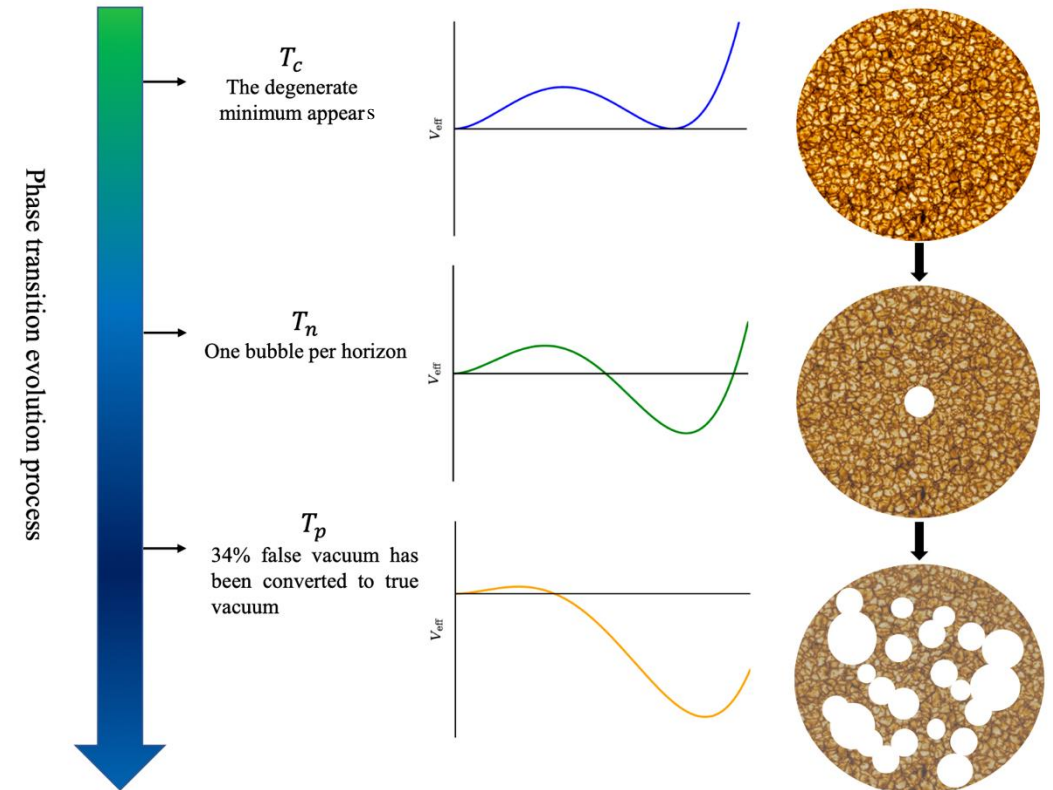 Phase transition evolution process
T_c
The degenerate
minimum appears
V_eff
T_n
One bubble per horizon
V_eff
T_p
34% false vacuum has
been converted to true
vacuum
V_eff